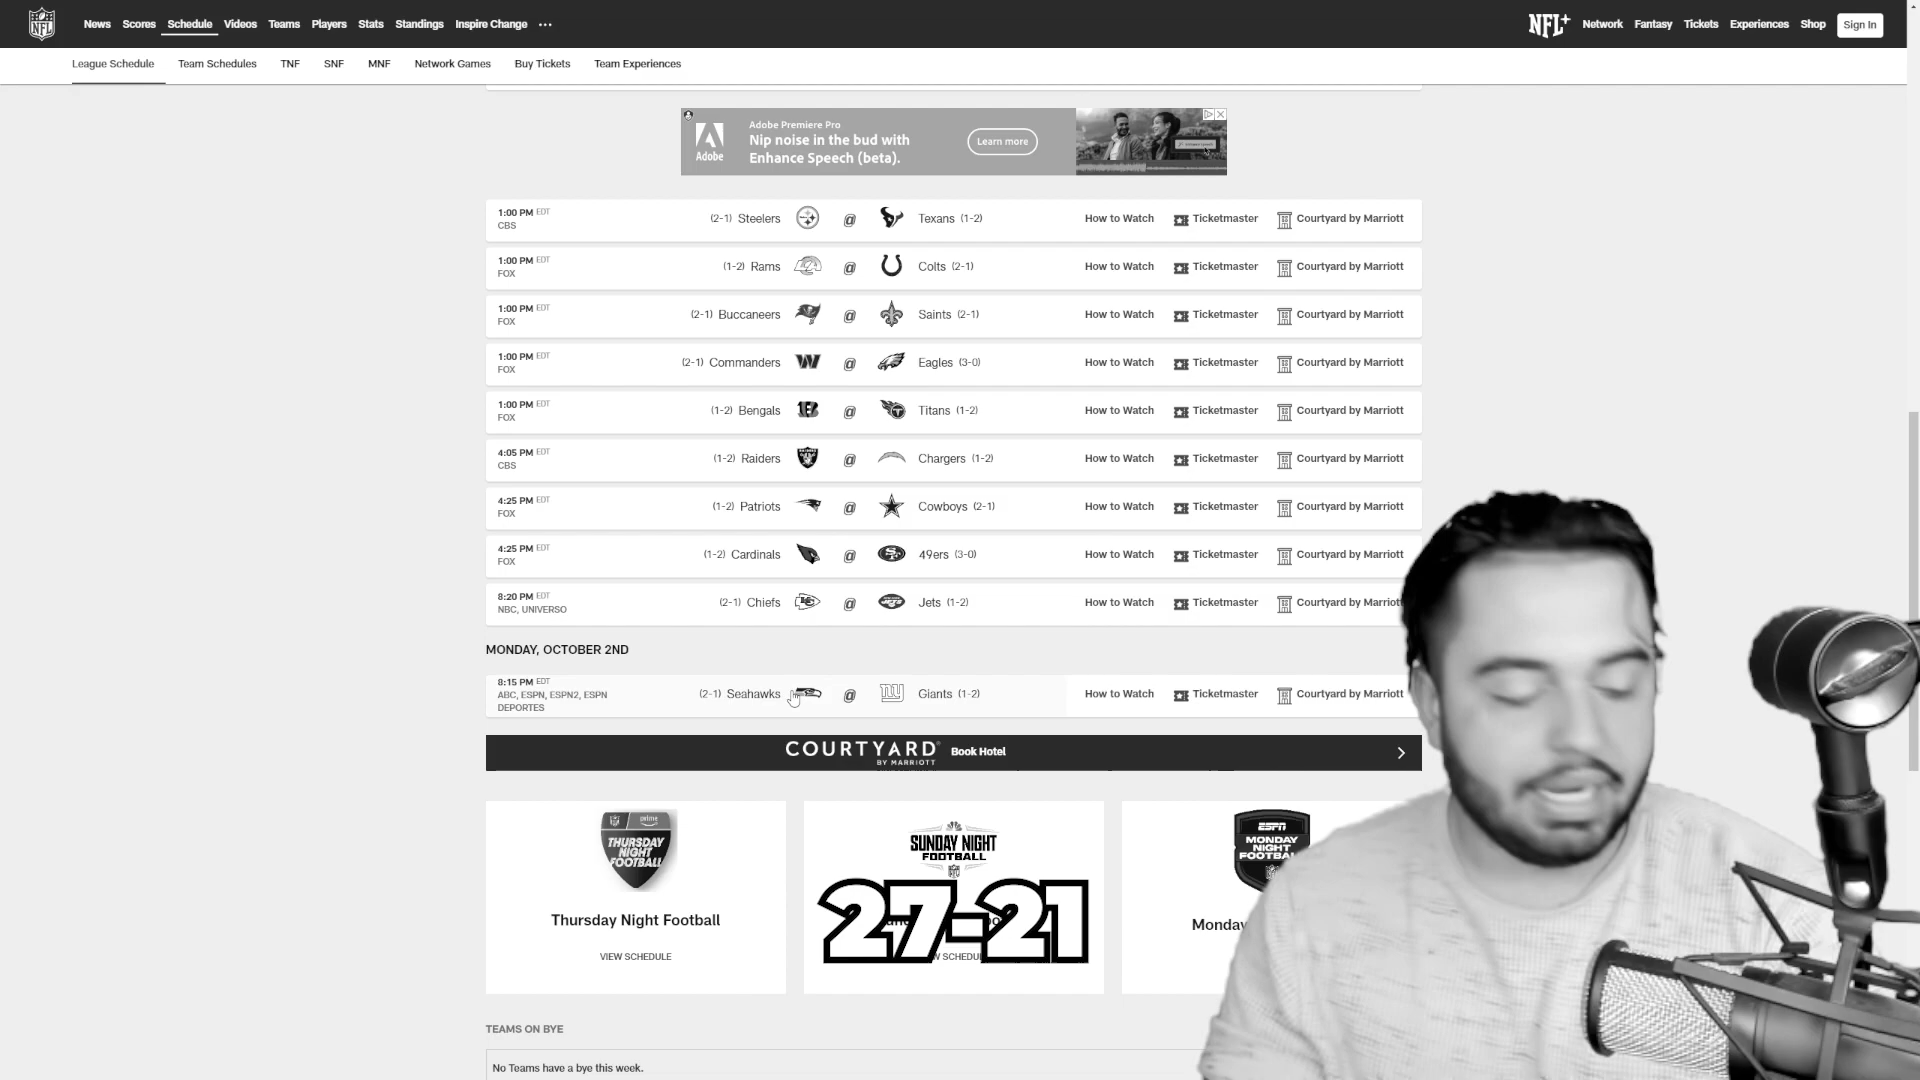 News Scores Schedule Videos Teams Players Stats Standings Inspire Change ... NFL+ Network Fantasy Tickets Experiences Shop Sign In
League Schedule Team Schedules TNF SNF MNF Network Games Buy Tickets Team Experiences
Adobe Premiere Pro
Nip noise in the bud with
Enhance Speech (beta).
Adobe
Learn more
1:00 PM EDT
CBS
(2-1) Steelers @ Texans (1-2) How to Watch Ticketmaster Courtyard by Marriott
1:00 PM EDT
FOX
(1-2) Rams @ Colts (2-1) How to Watch Ticketmaster Courtyard by Marriott
1:00 PM EDT
FOX
(2-1) Buccaneers @ Saints (2-1) How to Watch Ticketmaster Courtyard by Marriott
1:00 PM EDT
FOX
(2-1) Commanders @ Eagles (3-0) How to Watch Ticketmaster Courtyard by Marriott
1:00 PM EDT
FOX
(1-2) Bengals @ Titans (1-2) How to Watch Ticketmaster Courtyard by Marriott
4:05 PM EDT
CBS
(1-2) Raiders @ Chargers (1-2) How to Watch Ticketmaster Courtyard by Marriott
4:25 PM EDT
FOX
(1-2) Patriots @ Cowboys (2-1) How to Watch Ticketmaster Courtyard by Marriott
4:25 PM EDT
FOX
(1-2) Cardinals @ 49ers (3-0) How to Watch Ticketmaster Courtyard by Marriott
8:20 PM EDT
NBC, UNIVERSO
(2-1) Chiefs @ Jets (1-2) How to Watch Ticketmaster Courtyard by Marriott
MONDAY, OCTOBER 2ND
8:15 PM EDT
ABC, ESPN, ESPN2, ESPN
DEPORTES
(2-1) Seahawks @ Giants (1-2) How to Watch Ticketmaster Courtyard by Marriott
COURTYARD
BY MARRIOTT
Book Hotel
prime
THURSDAY
NIGHT
FOOTBALL
Thursday Night Football
VIEW SCHEDULE
SUNDAY NIGHT
FOOTBALL
27-21
ESPN
MONDAY
NIGHT
FOOTBALL
Monday
TEAMS ON BYE
No Teams have a bye this week.